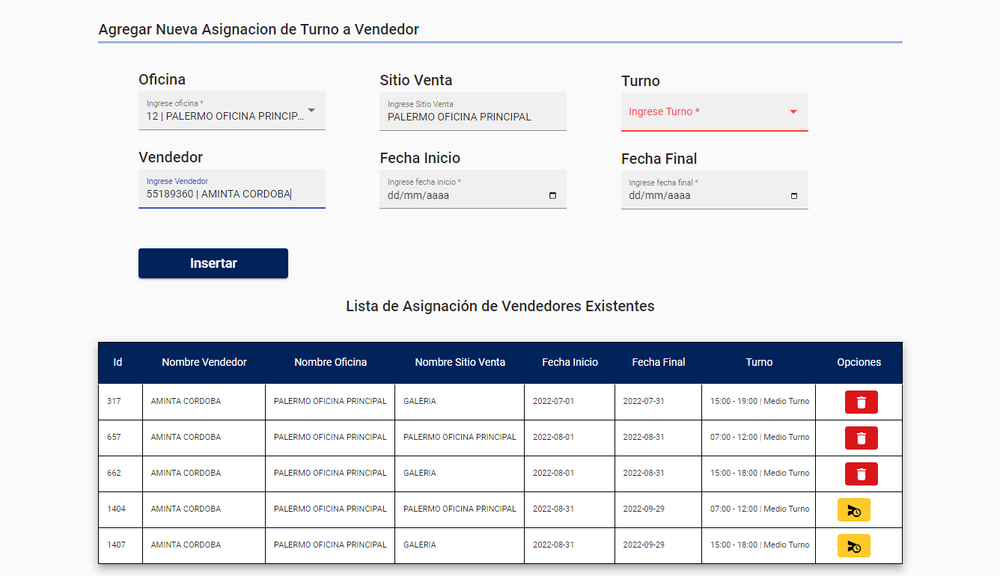 Agregar Nueva Asignacion de Turno a Vendedor
Oficina Sitio Venta Turno
Ingrese oficina * Ingrese Sitio Venta Ingrese Turno *
12 | PALERMO OFICINA PRINCIP... PALERMO OFICINA PRINCIPAL
Vendedor Fecha Inicio Fecha Final
Ingrese Vendedor Ingrese fecha inicio * Ingrese fecha final *
55189360 | AMINTA CORDOBA dd/mm/aaaa dd/mm/aaaa
Insertar
Lista de Asignación de Vendedores Existentes
Id Nombre Vendedor Nombre Oficina Nombre Sitio Venta Fecha Inicio Fecha Final Turno Opciones
317 AMINTA CORDOBA PALERMO OFICINA PRINCIPAL GALERIA 2022-07-01 2022-07-31 15:00 - 19:00 | Medio Turno
657 AMINTA CORDOBA PALERMO OFICINA PRINCIPAL PALERMO OFICINA PRINCIPAL 2022-08-01 2022-08-31 07:00 - 12:00 | Medio Turno
662 AMINTA CORDOBA PALERMO OFICINA PRINCIPAL GALERIA 2022-08-01 2022-08-31 15:00 - 18:00 | Medio Turno
1404 AMINTA CORDOBA PALERMO OFICINA PRINCIPAL PALERMO OFICINA PRINCIPAL 2022-08-31 2022-09-29 07:00 - 12:00 | Medio Turno
1407 AMINTA CORDOBA PALERMO OFICINA PRINCIPAL GALERIA 2022-08-31 2022-09-29 15:00 - 18:00 | Medio Turno